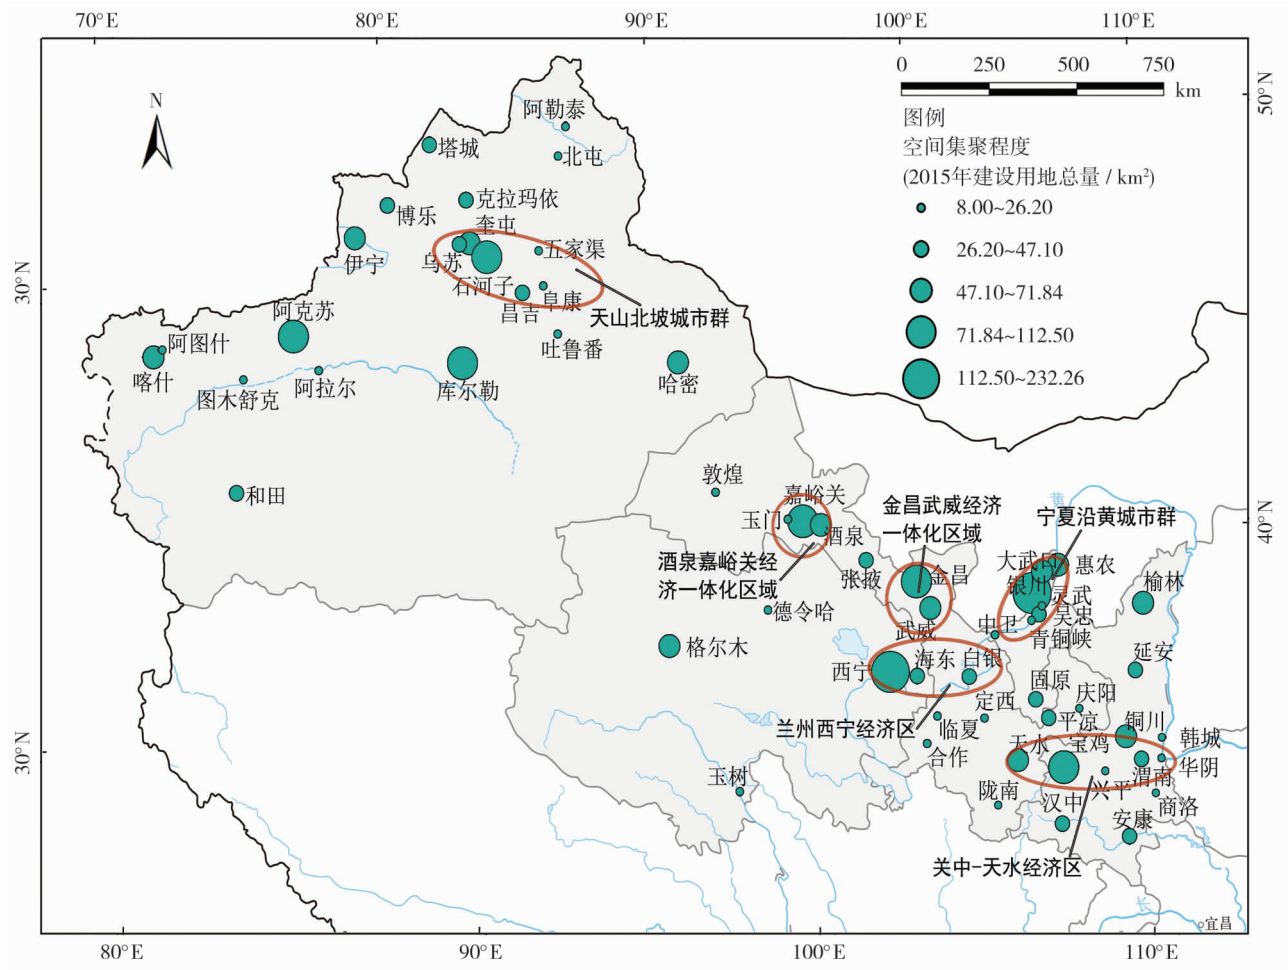 70°E
80°E
90°E
100°E
110°E
0
250
500
750
km
50°N
N
图例
空间集聚程度
(2015年建设用地总量 / km²)
8.00~26.20
26.20~47.10
47.10~71.84
71.84~112.50
112.50~232.26
阿勒泰
塔城
北屯
克拉玛依
博乐
奎屯
乌苏
五家渠
伊宁
石河子
阜康
昌吉
天山北坡城市群
30°N
阿克苏
阿图什
吐鲁番
喀什
阿拉尔
图木舒克
库尔勒
哈密
和田
敦煌
嘉峪关
玉门
酒泉
金昌武威经济
一体化区域
宁夏沿黄城市群
黄
40°N
酒泉嘉峪关经
济一体化区域
张掖
金昌
大武口
惠农
银川
灵武
榆林
德令哈
武威
中卫
吴忠
青铜峡
格尔木
西宁
海东
白银
延安
固原
庆阳
定西
兰州西宁经济区
临夏
平凉
铜川
韩城
合作
天水
宝鸡
渭南
华阴
30°N
玉树
陇南
汉中
兴平
商洛
安康
关中-天水经济区
长
宜昌
80°E
90°E
100°E
110°E